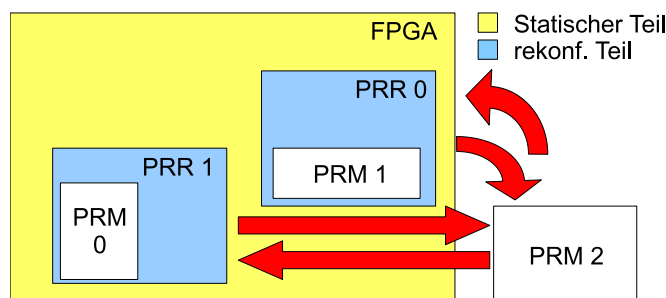 FPGA
Statischer Teil
rekonf. Teil
PRR 0
PRM 1
PRR 1
PRM
0
PRM 2